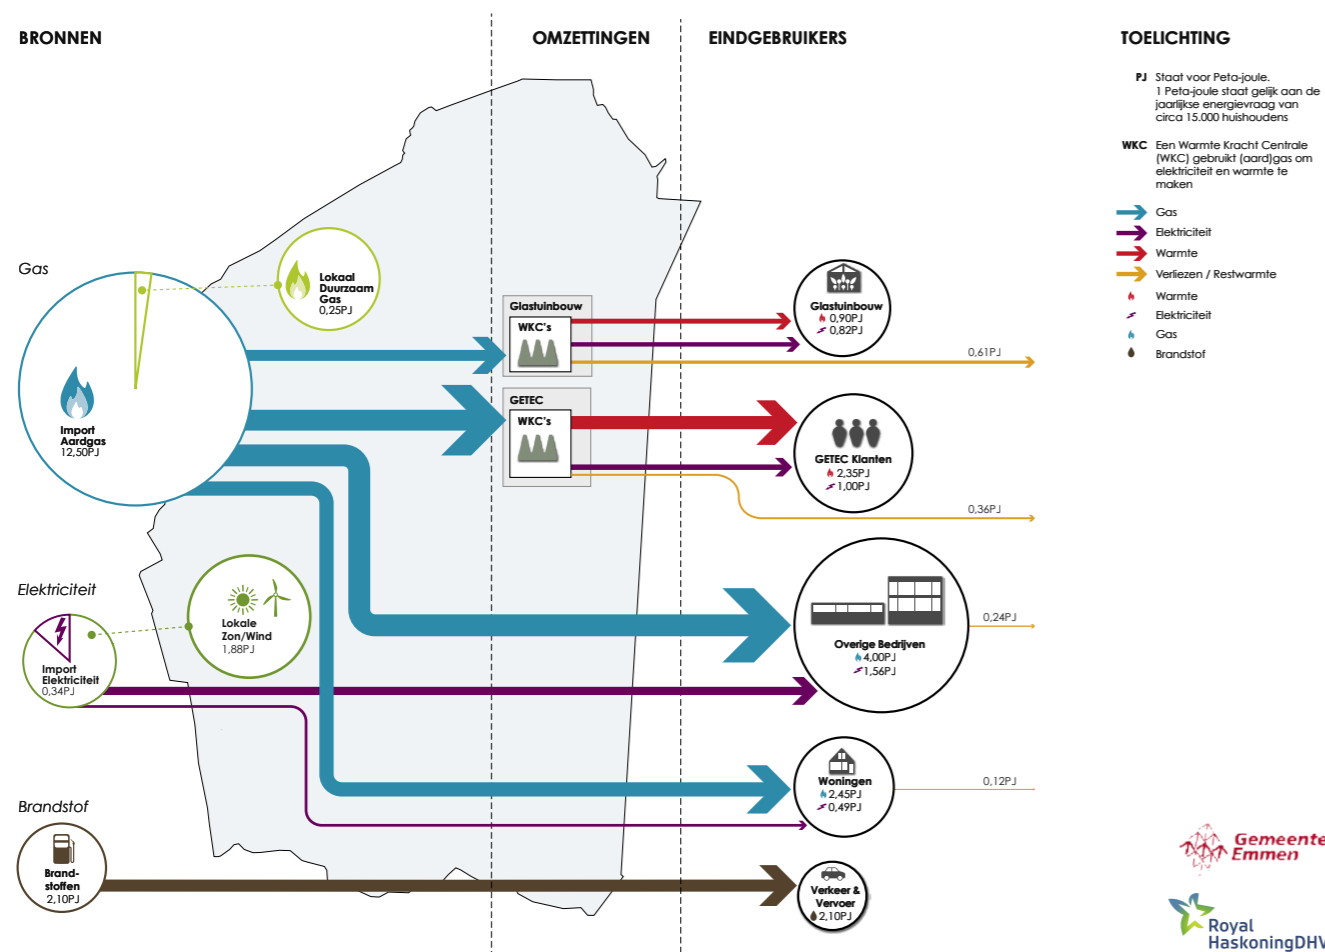 BRONNEN
OMZETTINGEN
EINDGEBRUIKERS
TOELICHTING
PJ Staat voor Peta-joule.
1 Peta-joule staat gelijk aan de
jaarlijkse energievraag van
circa 15.000 huishoudens
WKC Een Warmte Kracht Centrale
(WKC) gebruikt (aard)gas om
elektriciteit en warmte te
maken
Gas
Elektriciteit
Warmte
Verliezen / Restwarmte
Warmte
Elektriciteit
Gas
Brandstof
Gas
Lokaal
Duurzaam
Gas
0,25PJ
Import
Aardgas
12,50PJ
Glastuinbouw
WKC's
GETEC
WKC's
Glastuinbouw
0,90PJ
0,82PJ
0,61PJ
GETEC Klanten
2,35PJ
1,00PJ
0,36PJ
Elektriciteit
Lokale
Zon/Wind
1,88PJ
Import
Elektriciteit
0,34PJ
Overige Bedrijven
4,00PJ
1,56PJ
0,24PJ
Woningen
2,45PJ
0,49PJ
0,12PJ
Brandstof
Brand-
stoffen
2,10PJ
Verkeer &
Vervoer
2,10PJ
Gemeente
Emmen
Royal
HaskoningDHV